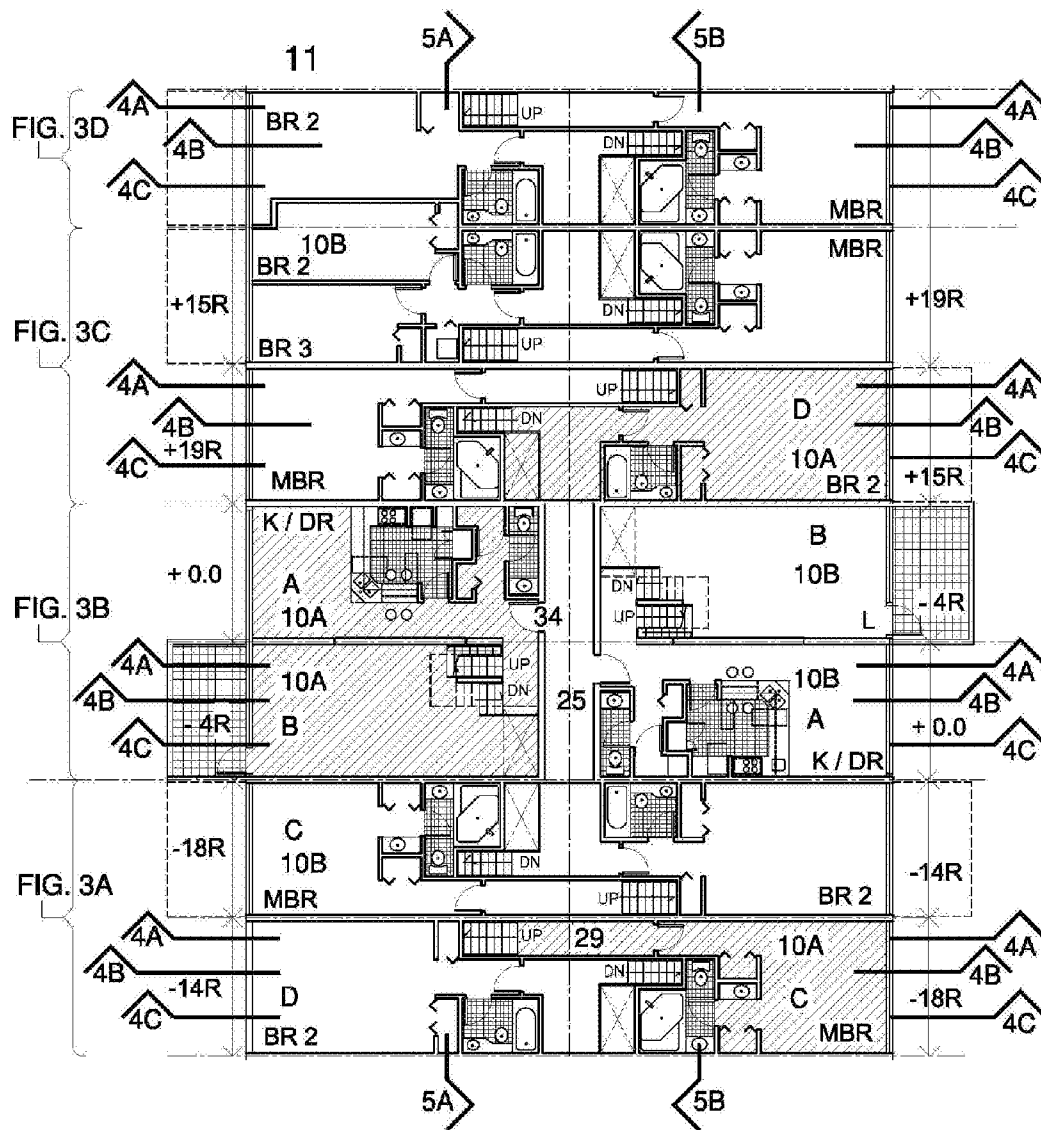 5A
5B
11
4A
4A
FIG. 3D
BR 2
UP
4B
DN
4B
4C
4C
MBR
10B
MBR
BR 2
+15R
+19R
DN
FIG. 3C
BR 3
UP
4A
UP
4A
D
4B
DN
4B
+19R
10A
4C
+15R
4C
MBR
BR 2
K / DR
B
+ 0.0
A
10B
DN
10A
- 4R
FIG. 3B
34
UP
L
4A
UP
10B
4A
10A
DN
4B
25
4B
- 4R
A
+ 0.0
4C
B
4C
K / DR
C
-18R
10B
DN
-14R
FIG. 3A
MBR
UP
BR 2
4A
UP
29
10A
4A
4B
DN
4B
-14R
D
C
-18R
4C
4C
BR 2
MBR
5A
5B